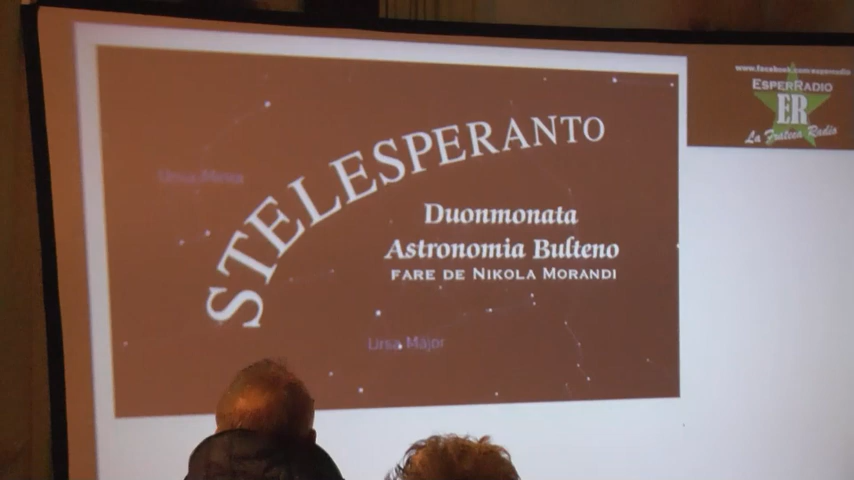 www.facebook.com/esperradio
EsperRadio
ER
La Frateca Radio
STELESPERANTO
Ursa Minor
Duonmonata
Astronomia Bulteno
FARE DE NIKOLA MORANDI
Ursa Major